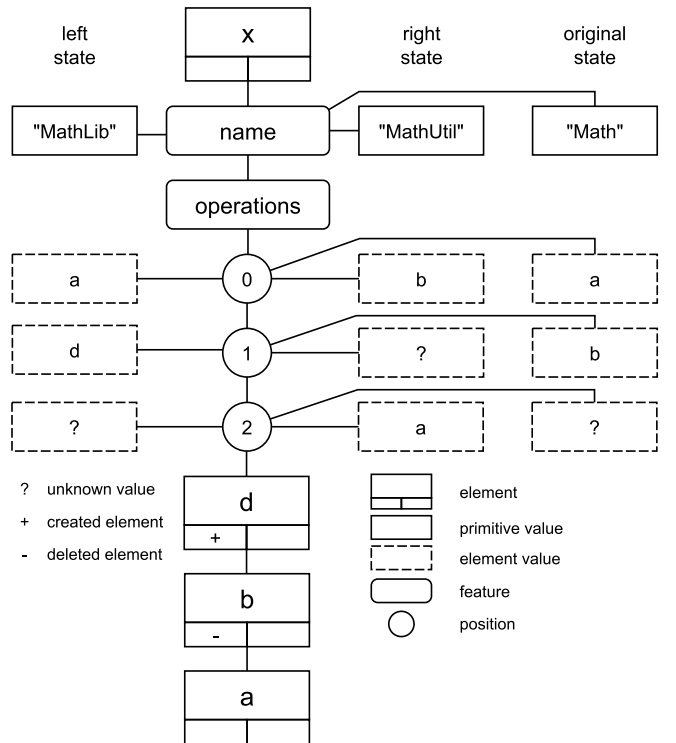 left
state
x
right
state
original
state
"MathLib"
name
"MathUtil"
"Math"
operations
a
0
b
a
d
1
?
b
?
2
a
?
? unknown value
+ created element
- deleted element
d
+
b
-
a
element
primitive value
element value
feature
position